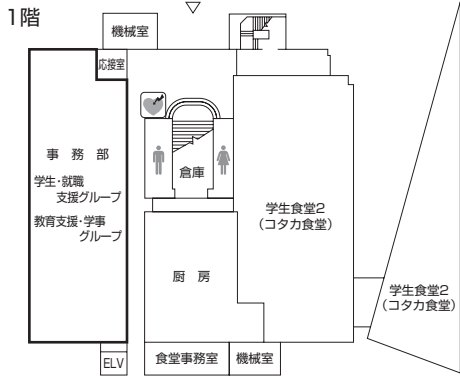 1階
機械室
応接室
事務部
学生・就職
支援グループ
教育支援・学事
グループ
倉庫
学生食堂2
（コタカ食堂）
厨房
学生食堂2
（コタカ食堂）
ELV
食堂事務室
機械室